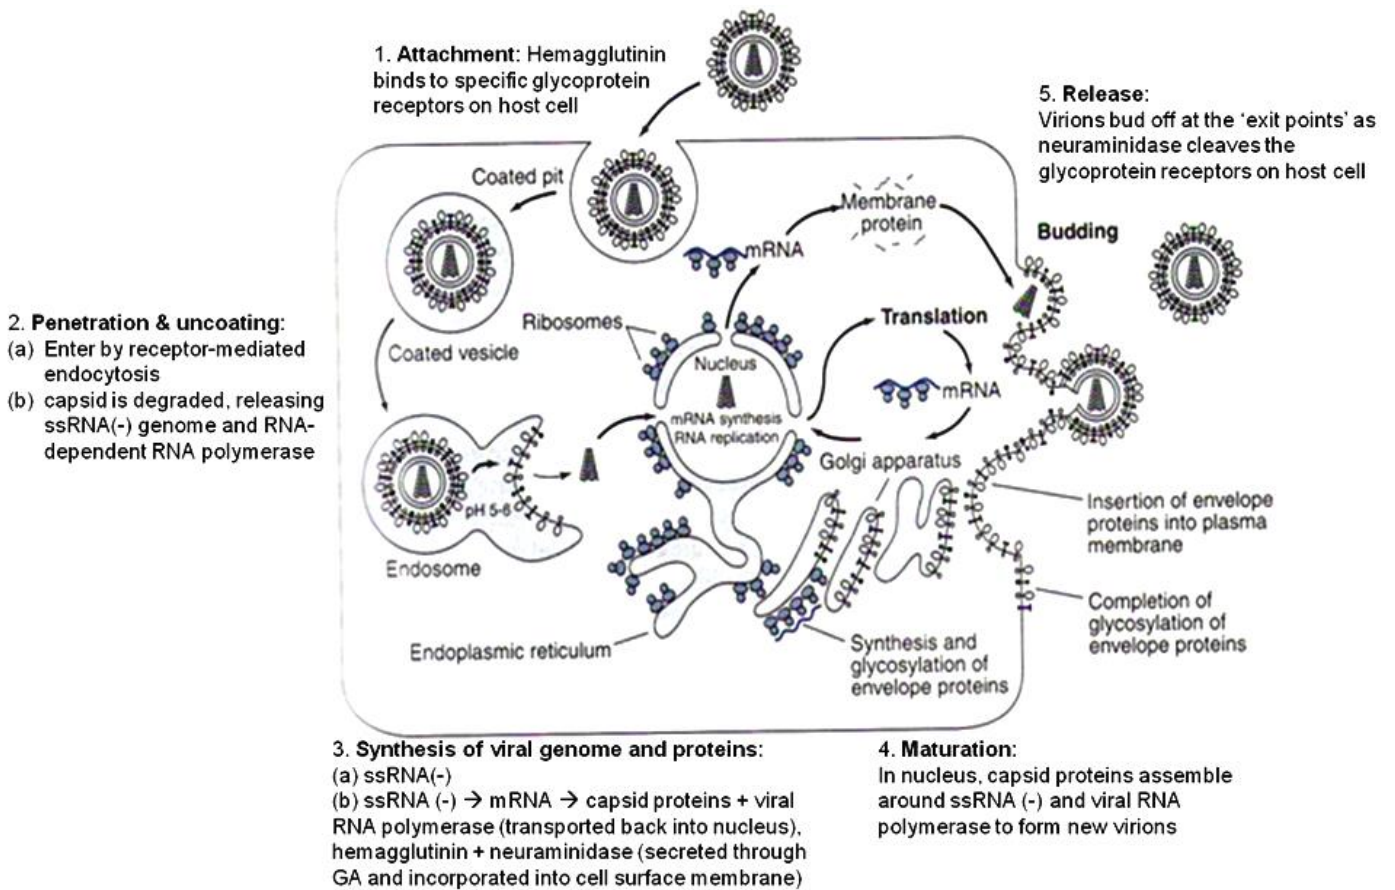 1. Attachment: Hemagglutinin
binds to specific glycoprotein
receptors on host cell
5. Release:
Virions bud off at the ‘exit points’ as
neuraminidase cleaves the
glycoprotein receptors on host cell
Coated pit
Membrane
protein
mRNA
Budding
2. Penetration & uncoating:
(a) Enter by receptor-mediated
endocytosis
(b) capsid is degraded, releasing
ssRNA(-) genome and RNA-
dependent RNA polymerase
Coated vesicle
Ribosomes
Nucleus
mRNA synthesis
RNA replication
Translation
mRNA
Golgi apparatus
pH 5-6
Endosome
Insertion of envelope
proteins into plasma
membrane
Completion of
glycosylation of
envelope proteins
Endoplasmic reticulum
Synthesis and
glycosylation of
envelope proteins
3. Synthesis of viral genome and proteins:
(a) ssRNA(-)
(b) ssRNA (-) → mRNA → capsid proteins + viral
RNA polymerase (transported back into nucleus),
hemagglutinin + neuraminidase (secreted through
GA and incorporated into cell surface membrane)
4. Maturation:
In nucleus, capsid proteins assemble
around ssRNA (-) and viral RNA
polymerase to form new virions